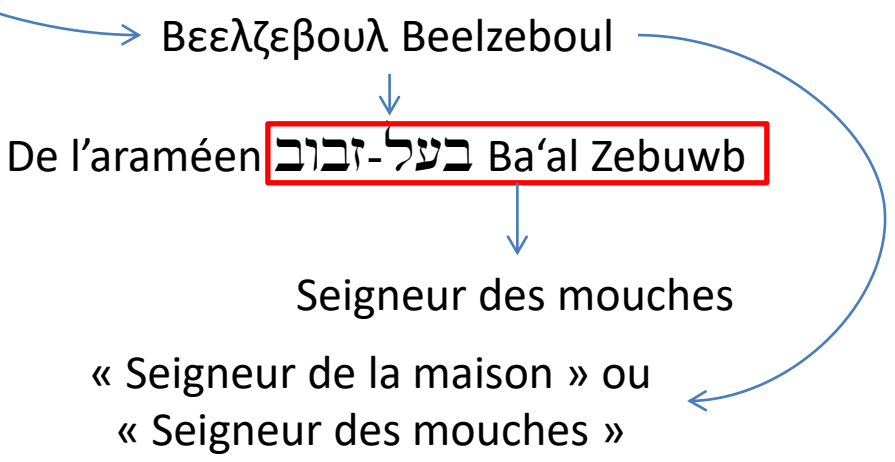 Βεελζεβουλ Beelzeboul
De l’araméen בעל-זבוב Ba‘al Zebuwb
Seigneur des mouches
« Seigneur de la maison » ou
« Seigneur des mouches »